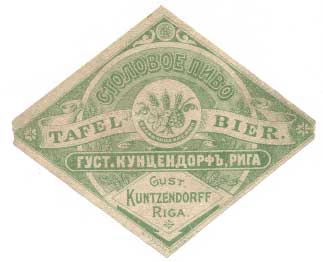 СТОЛОВОЕ ПИВО
TAFEL BIER.
ГУСТ. КУНЦЕНДОРФЪ, РИГА
GUST.
KUNTZENDORFF
RIGA.